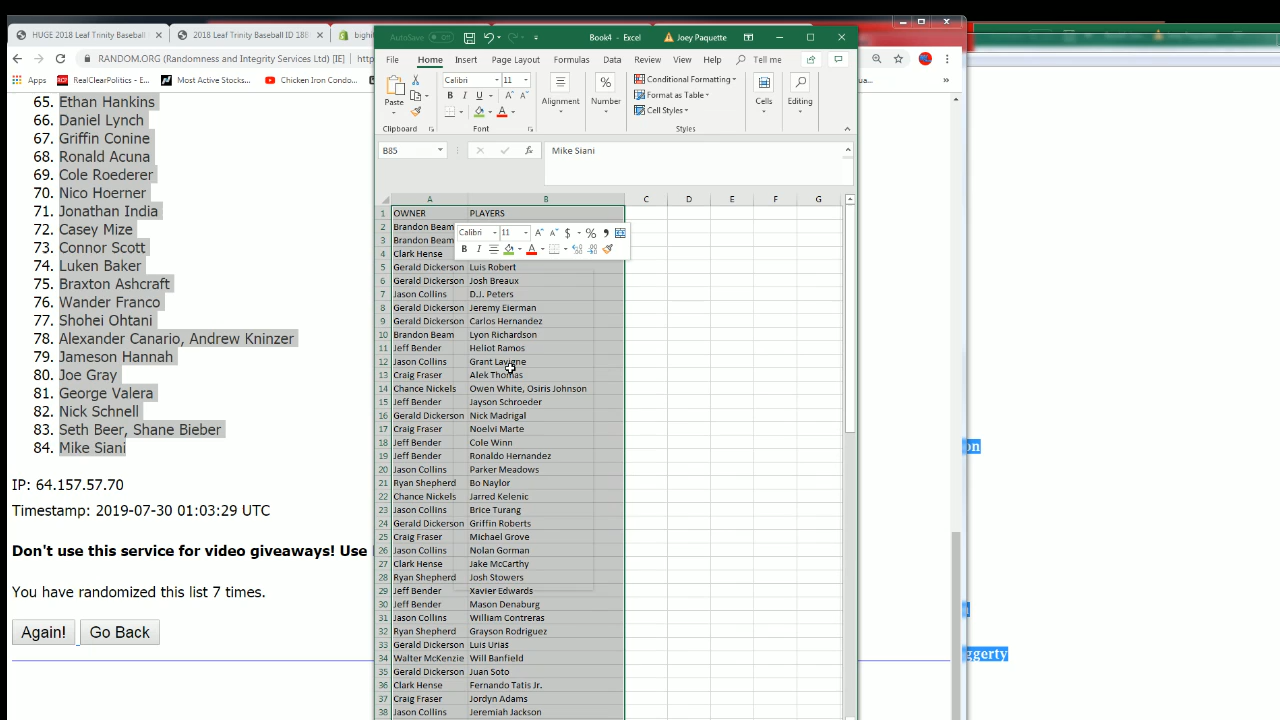 HUGE 2018 Leaf Trinity Baseball
2018 Leaf Trinity Baseball ID 188
bighi
RANDOM.ORG (Randomness and Integrity Services Ltd) [IE]
Apps
RealClearPolitics - E...
Most Active Stocks...
Chicken Iron Condo...
65. Ethan Hankins
66. Daniel Lynch
67. Griffin Conine
68. Ronald Acuna
69. Cole Roederer
70. Nico Hoerner
71. Jonathan India
72. Casey Mize
73. Connor Scott
74. Luken Baker
75. Braxton Ashcraft
76. Wander Franco
77. Shohei Ohtani
78. Alexander Canario, Andrew Kninzer
79. Jameson Hannah
80. Joe Gray
81. George Valera
82. Nick Schnell
83. Seth Beer, Shane Bieber
84. Mike Siani
IP: 64.157.57.70
Timestamp: 2019-07-30 01:03:29 UTC
Don't use this service for video giveaways! Use
You have randomized this list 7 times.
Again! Go Back
AutoSave Off
Book4 - Excel
Joey Paquette
File Home Insert Page Layout Formulas Data Review View Help Tell me
Paste
Clipboard
Calibri 11
B I U
Font
Alignment
Number
Conditional Formatting
Format as Table
Cell Styles
Styles
Cells
Editing
B85
fx
Mike Siani
A B C D E F G
1 OWNER PLAYERS
2 Brandon Beam
3 Brandon Beam
4 Clark Hense
Calibri 11
B I
5 Gerald Dickerson Luis Robert
6 Gerald Dickerson Josh Breaux
7 Jason Collins D.J. Peters
8 Gerald Dickerson Jeremy Eierman
9 Gerald Dickerson Carlos Hernandez
10 Brandon Beam Lyon Richardson
11 Jeff Bender Heliot Ramos
12 Jason Collins Grant Lavigne
13 Craig Fraser Alek Thomas
14 Chance Nickels Owen White, Osiris Johnson
15 Jeff Bender Jayson Schroeder
16 Gerald Dickerson Nick Madrigal
17 Craig Fraser Noelvi Marte
18 Jeff Bender Cole Winn
19 Jeff Bender Ronaldo Hernandez
20 Jason Collins Parker Meadows
21 Ryan Shepherd Bo Naylor
22 Chance Nickels Jarred Kelenic
23 Jason Collins Brice Turang
24 Gerald Dickerson Griffin Roberts
25 Craig Fraser Michael Grove
26 Jason Collins Nolan Gorman
27 Clark Hense Jake McCarthy
28 Ryan Shepherd Josh Stowers
29 Jeff Bender Xavier Edwards
30 Jeff Bender Mason Denaburg
31 Jason Collins William Contreras
32 Ryan Shepherd Grayson Rodriguez
33 Gerald Dickerson Luis Urias
34 Walter McKenzie Will Banfield
35 Gerald Dickerson Juan Soto
36 Clark Hense Fernando Tatis Jr.
37 Craig Fraser Jordyn Adams
38 Jason Collins Jeremiah Jackson
on
ggerty